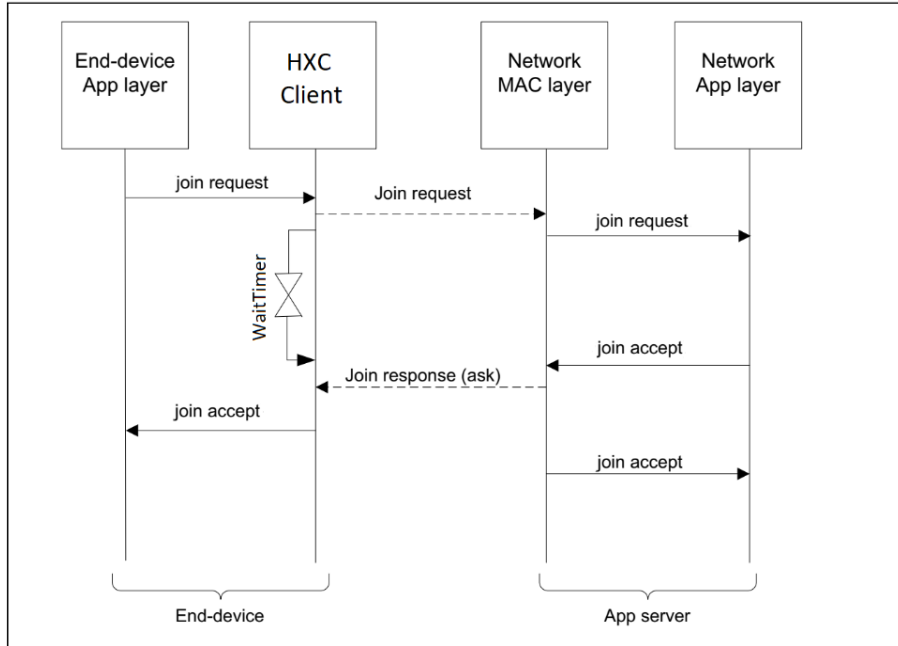 End-device
App layer
HXC
Client
Network
MAC layer
Network
App layer
join request
Join request
join request
WaitTimer
join accept
Join response (ask)
join accept
join accept
End-device
App server